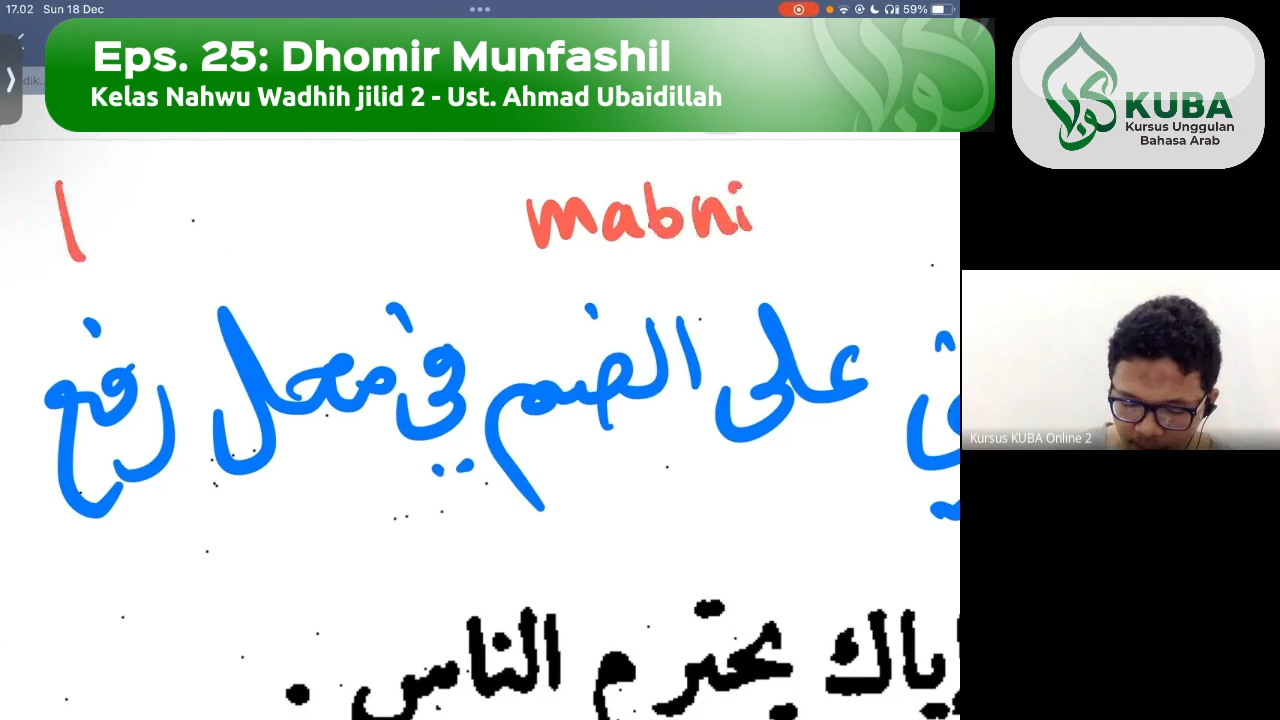 17.02 Sun 18 Dec
59%
Eps. 25: Dhomir Munfashil
Kelas Nahwu Wadhih jilid 2 - Ust. Ahmad Ubaidillah
KUBA
Kursus Unggulan
Bahasa Arab
mabni
على الضم في محل رفع
ياك يحترم الناس .
Kursus KUBA Online 2